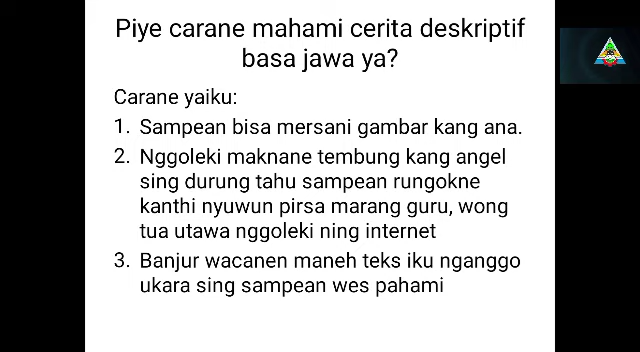 Piye carane mahami cerita deskriptif
basa jawa ya?
Carane yaiku:
1. Sampean bisa mersani gambar kang ana.
2. Nggoleki maknane tembung kang angel
sing durung tahu sampean rungokne
kanthi nyuwun pirsa marang guru, wong
tua utawa nggoleki ning internet
3. Banjur wacanen maneh teks iku nganggo
ukara sing sampean wes pahami